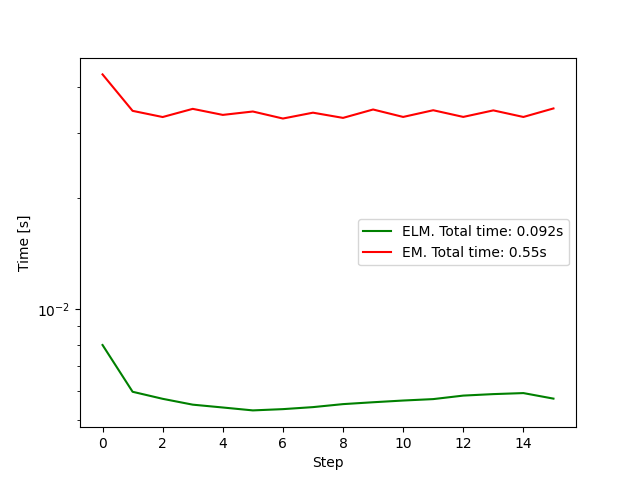 Time [s]
10⁻²
ELM. Total time: 0.092s
EM. Total time: 0.55s
0 2 4 6 8 10 12 14
Step